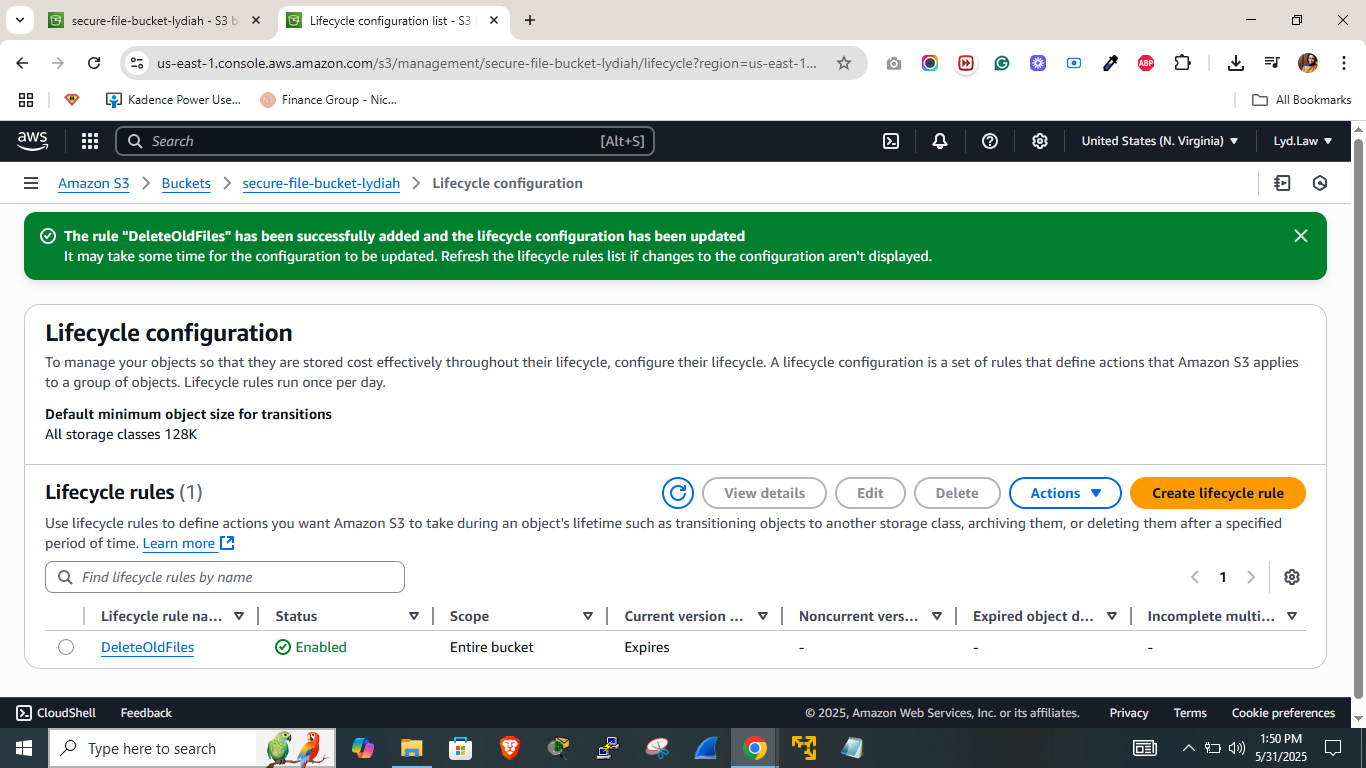 secure-file-bucket-lydiah - S3 b
Lifecycle configuration list - S3
us-east-1.console.aws.amazon.com/s3/management/secure-file-bucket-lydiah/lifecycle?region=us-east-1...
ABP
Kadence Power Use...
Finance Group - Nic...
All Bookmarks
aws
Search
[Alt+S]
United States (N. Virginia)
Lyd.Law
Amazon S3
Buckets
secure-file-bucket-lydiah
Lifecycle configuration
The rule "DeleteOldFiles" has been successfully added and the lifecycle configuration has been updated
It may take some time for the configuration to be updated. Refresh the lifecycle rules list if changes to the configuration aren't displayed.
Lifecycle configuration
To manage your objects so that they are stored cost effectively throughout their lifecycle, configure their lifecycle. A lifecycle configuration is a set of rules that define actions that Amazon S3 applies
to a group of objects. Lifecycle rules run once per day.
Default minimum object size for transitions
All storage classes 128K
Lifecycle rules (1)
View details
Edit
Delete
Actions
Create lifecycle rule
Use lifecycle rules to define actions you want Amazon S3 to take during an object's lifetime such as transitioning objects to another storage class, archiving them, or deleting them after a specified
period of time. Learn more
Find lifecycle rules by name
1
Lifecycle rule na...
Status
Scope
Current version ...
Noncurrent vers...
Expired object d...
Incomplete multi...
DeleteOldFiles
Enabled
Entire bucket
Expires
-
-
-
CloudShell
Feedback
© 2025, Amazon Web Services, Inc. or its affiliates.
Privacy
Terms
Cookie preferences
Type here to search
1:50 PM
5/31/2025